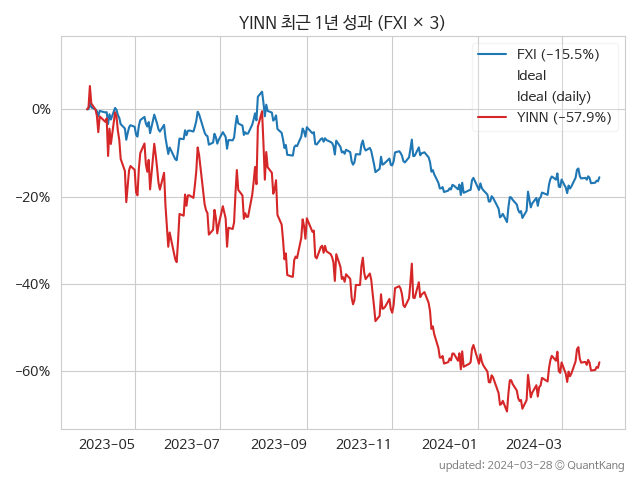 YINN 최근 1년 성과 (FXI × 3)
FXI (−15.5%)
Ideal
Ideal (daily)
YINN (−57.9%)
0%
−20%
−40%
−60%
2023-05 2023-07 2023-09 2023-11 2024-01 2024-03
updated: 2024-03-28 © QuantKang